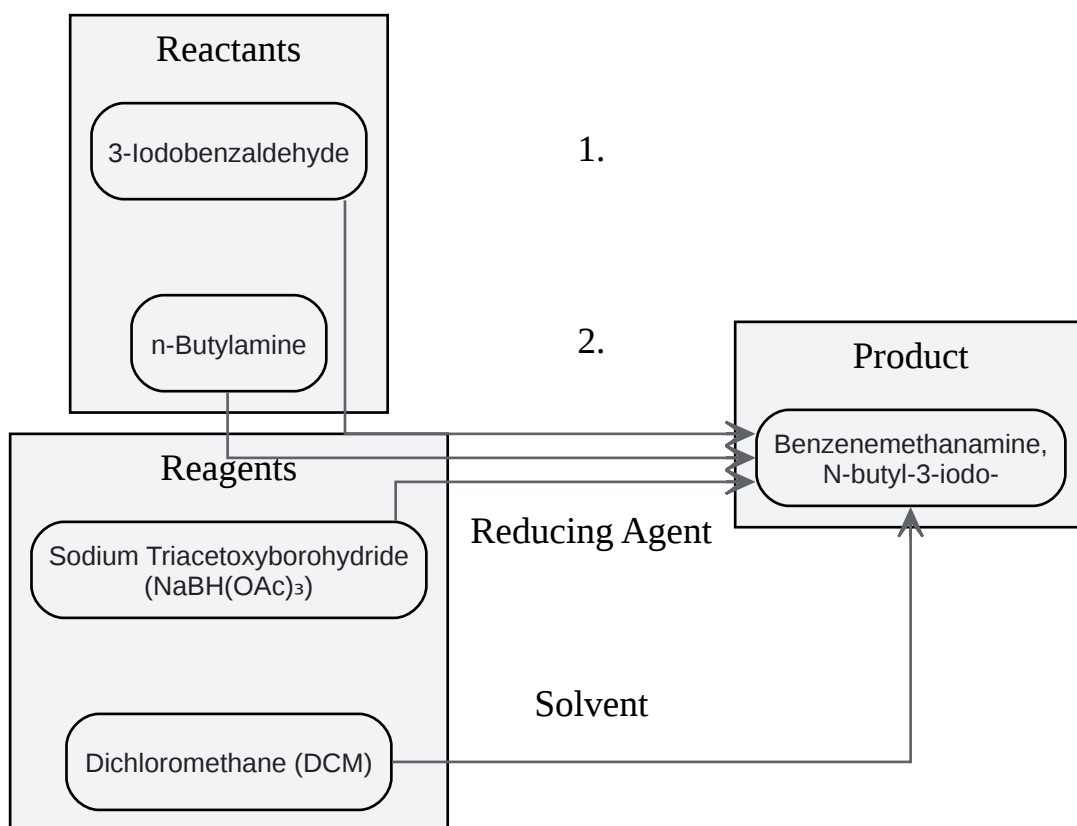 Reactants
3-Iodobenzaldehyde
1.
n-Butylamine
2.
Product
Benzenemethanamine,
N-butyl-3-iodo-
Reagents
Reducing Agent
Sodium Triacetoxyborohydride
(NaBH(OAc)₃)
Solvent
Dichloromethane (DCM)